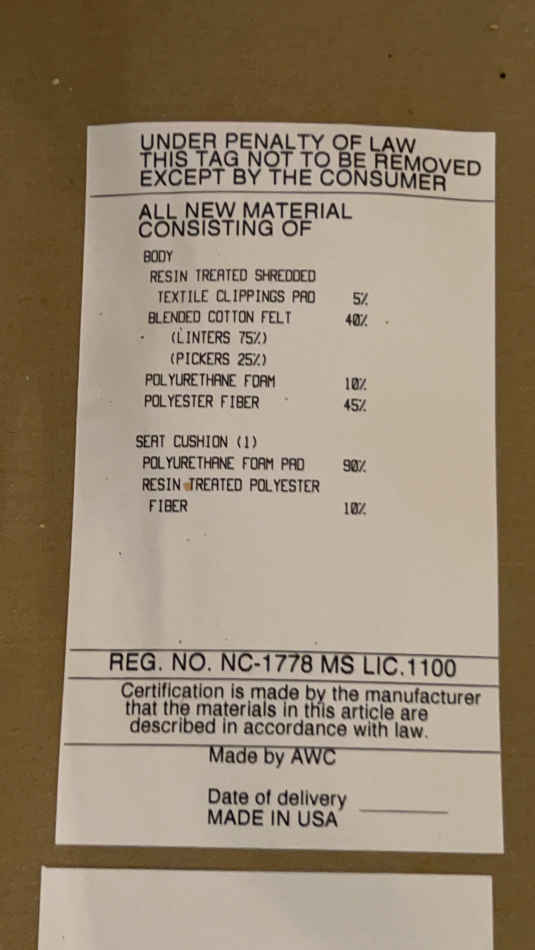 UNDER PENALTY OF LAW
THIS TAG NOT TO BE REMOVED
EXCEPT BY THE CONSUMER
ALL NEW MATERIAL
CONSISTING OF
BODY
RESIN TREATED SHREDDED
TEXTILE CLIPPINGS PAD 5%
BLENDED COTTON FELT 40%
(LINTERS 75%)
(PICKERS 25%)
POLYURETHANE FOAM 10%
POLYESTER FIBER 45%
SEAT CUSHION (1)
POLYURETHANE FOAM PAD 90%
RESIN TREATED POLYESTER
FIBER 10%
REG. NO. NC-1778 MS LIC.1100
Certification is made by the manufacturer
that the materials in this article are
described in accordance with law.
Made by AWC
Date of delivery
MADE IN USA